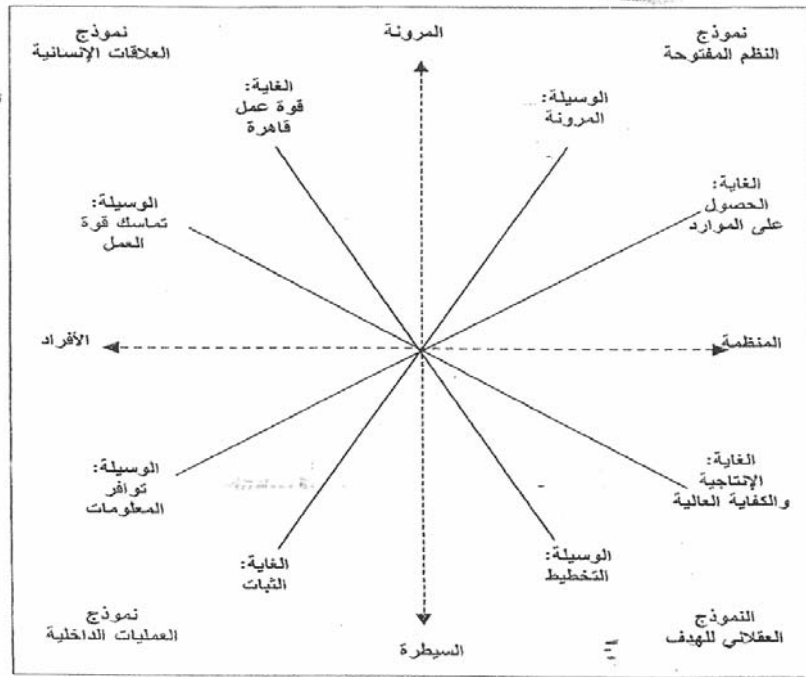 نموذج
النظم المفتوحة
المرونة
نموذج
العلاقات الإنسانية
الوسيلة:
المرونة
الغاية:
قوة عمل
قاهرة
الغاية:
الحصول
على الموارد
الوسيلة:
تماسك قوة
العمل
المنظمة
الأفراد
الغاية:
الإنتاجية
والكفاية العالية
الوسيلة:
توافر
المعلومات
الوسيلة:
التخطيط
الغاية:
الثبات
النموذج
العقلاني للهدف
السيطرة
نموذج
العمليات الداخلية